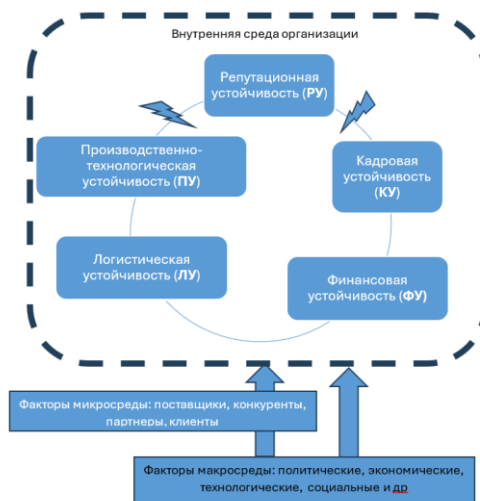 Внутренняя среда организации
Репутационная
устойчивость (РУ)
Производственно-
технологическая
устойчивость (ПУ)
Кадровая
устойчивость
(КУ)
Логистическая
устойчивость (ЛУ)
Финансовая
устойчивость (ФУ)
Факторы микросреды: поставщики, конкуренты,
партнеры, клиенты
Факторы макросреды: политические, экономические,
технологические, социальные и др